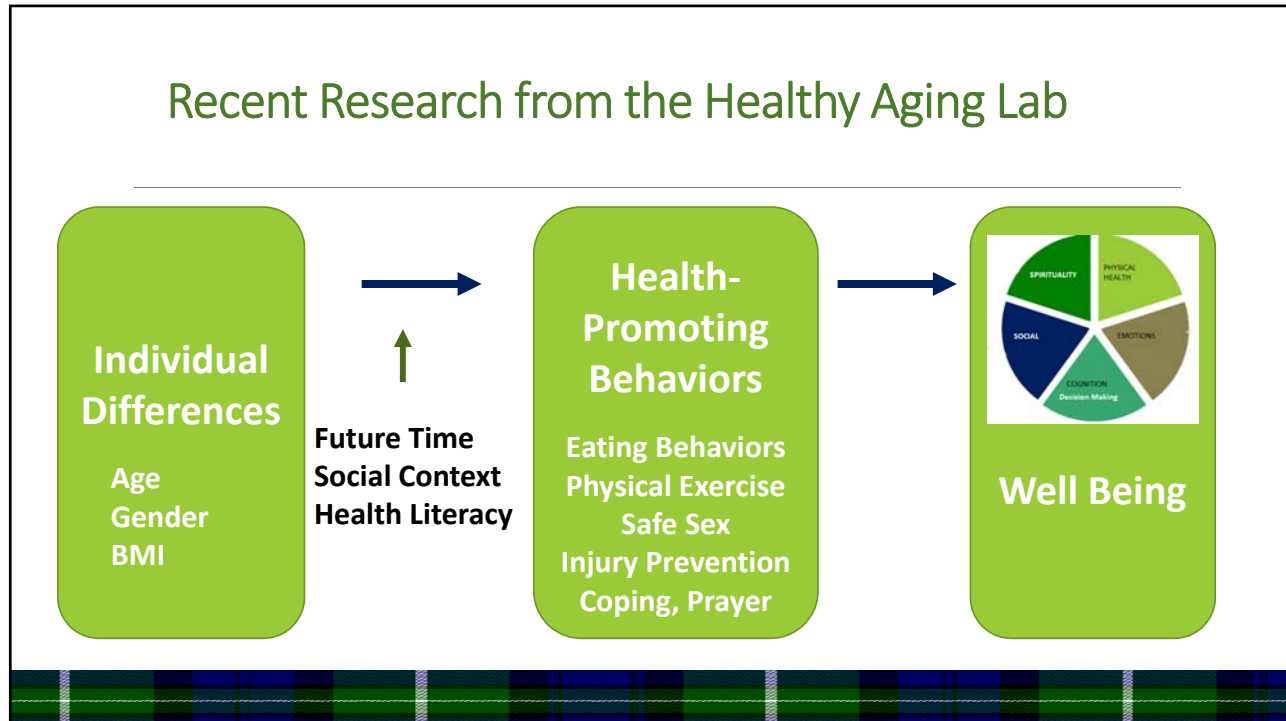 Recent Research from the Healthy Aging Lab
Individual
Differences
Age
Gender
BMI
Future Time
Social Context
Health Literacy
Health-
Promoting
Behaviors
Eating Behaviors
Physical Exercise
Safe Sex
Injury Prevention
Coping, Prayer
SPIRITUALITY
PHYSICAL
HEALTH
SOCIAL
EMOTIONS
COGNITION
Decision Making
Well Being